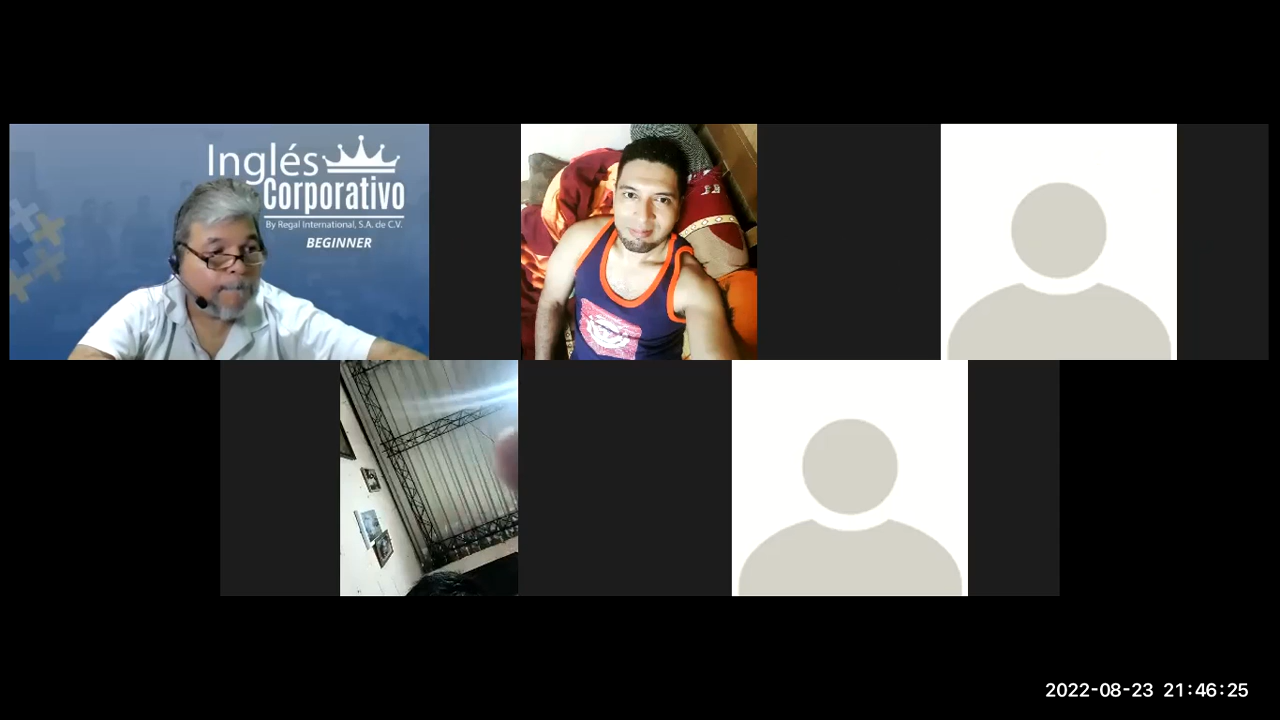 Inglés
Corporativo
By Regal International, S.A. de C.V.
BEGINNER
2022-08-23 21:46:25